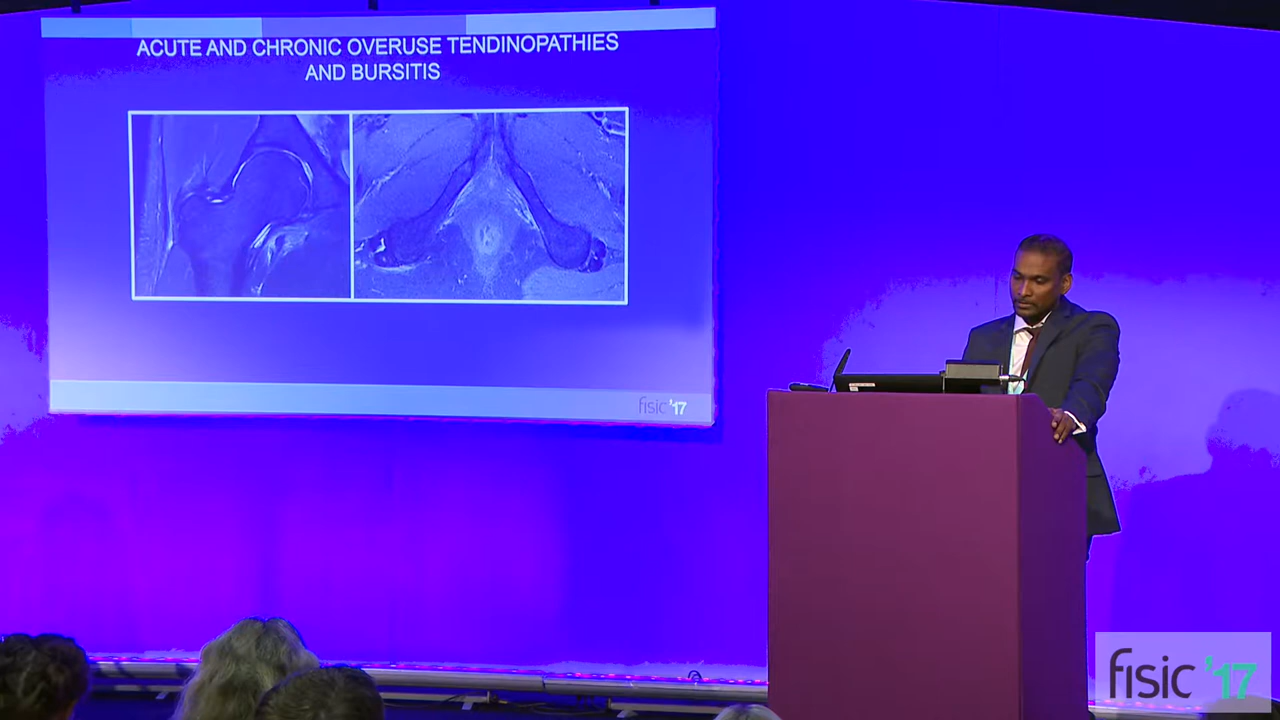 ACUTE AND CHRONIC OVERUSE TENDINOPATHIES
AND BURSITIS
fisic '17
fisic '17